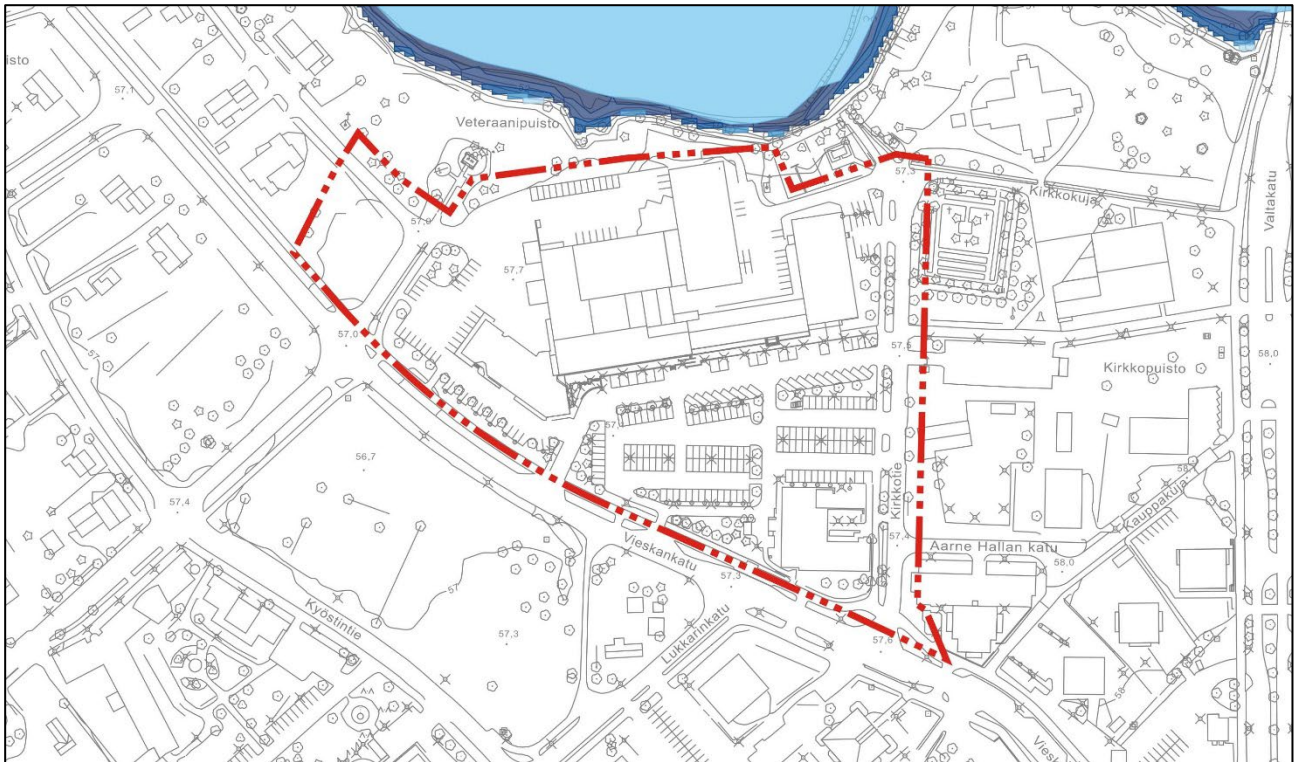 isto
57,1
Veteraanipuisto
57,3
Kirkkokuja
Valtakatu
57,0
57,7
57,0
57,5
58,0
Kirkkopuisto
56,7
57,4
Kirkkotie
57,4
Kauppakuja
Aarne Hallan katu
58,0
Vieskankatu
57,3
Kyöstintie
57
57,3
Lukkarinkatu
57,6